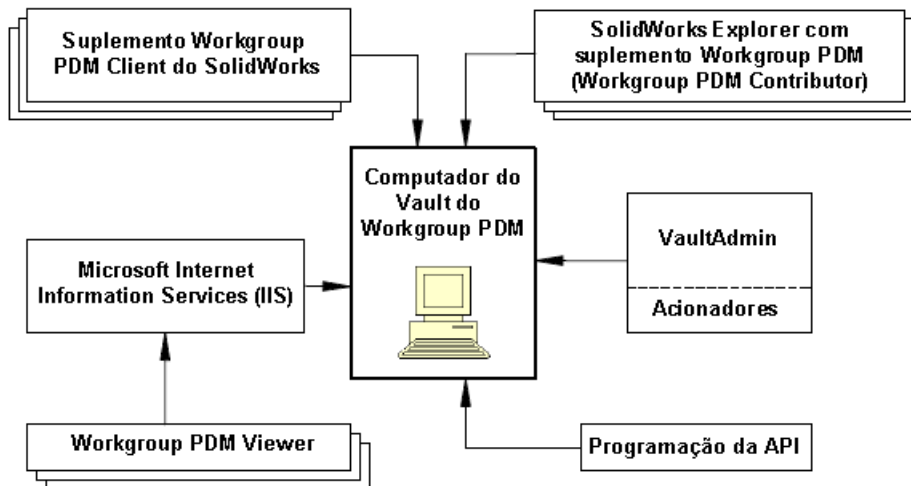 Suplemento Workgroup
PDM Client do SolidWorks
SolidWorks Explorer com
suplemento Workgroup PDM
(Workgroup PDM Contributor)
Computador do
Vault do
Workgroup PDM
VaultAdmin
Acionadores
Microsoft Internet
Information Services (IIS)
Workgroup PDM Viewer
Programação da API